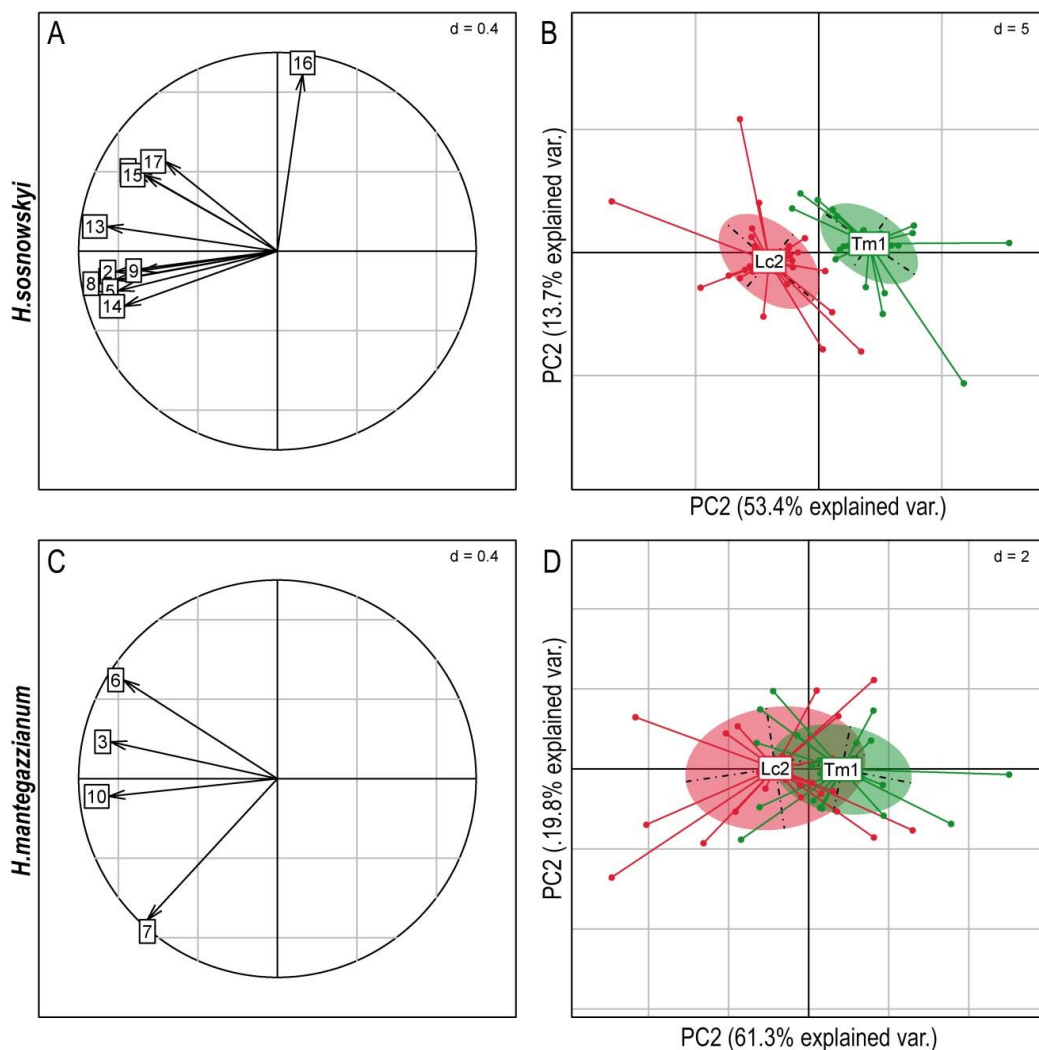 A
d = 0.4
16
17
15
13
2
9
8
5
14
H.sosnowskyi
B
d = 5
Lc2
Tm1
PC2 (13.7% explained var.)
PC2 (53.4% explained var.)
C
d = 0.4
6
3
10
7
H.mantegazzianum
D
d = 2
Lc2
Tm1
PC2 (.19.8% explained var.)
PC2 (61.3% explained var.)